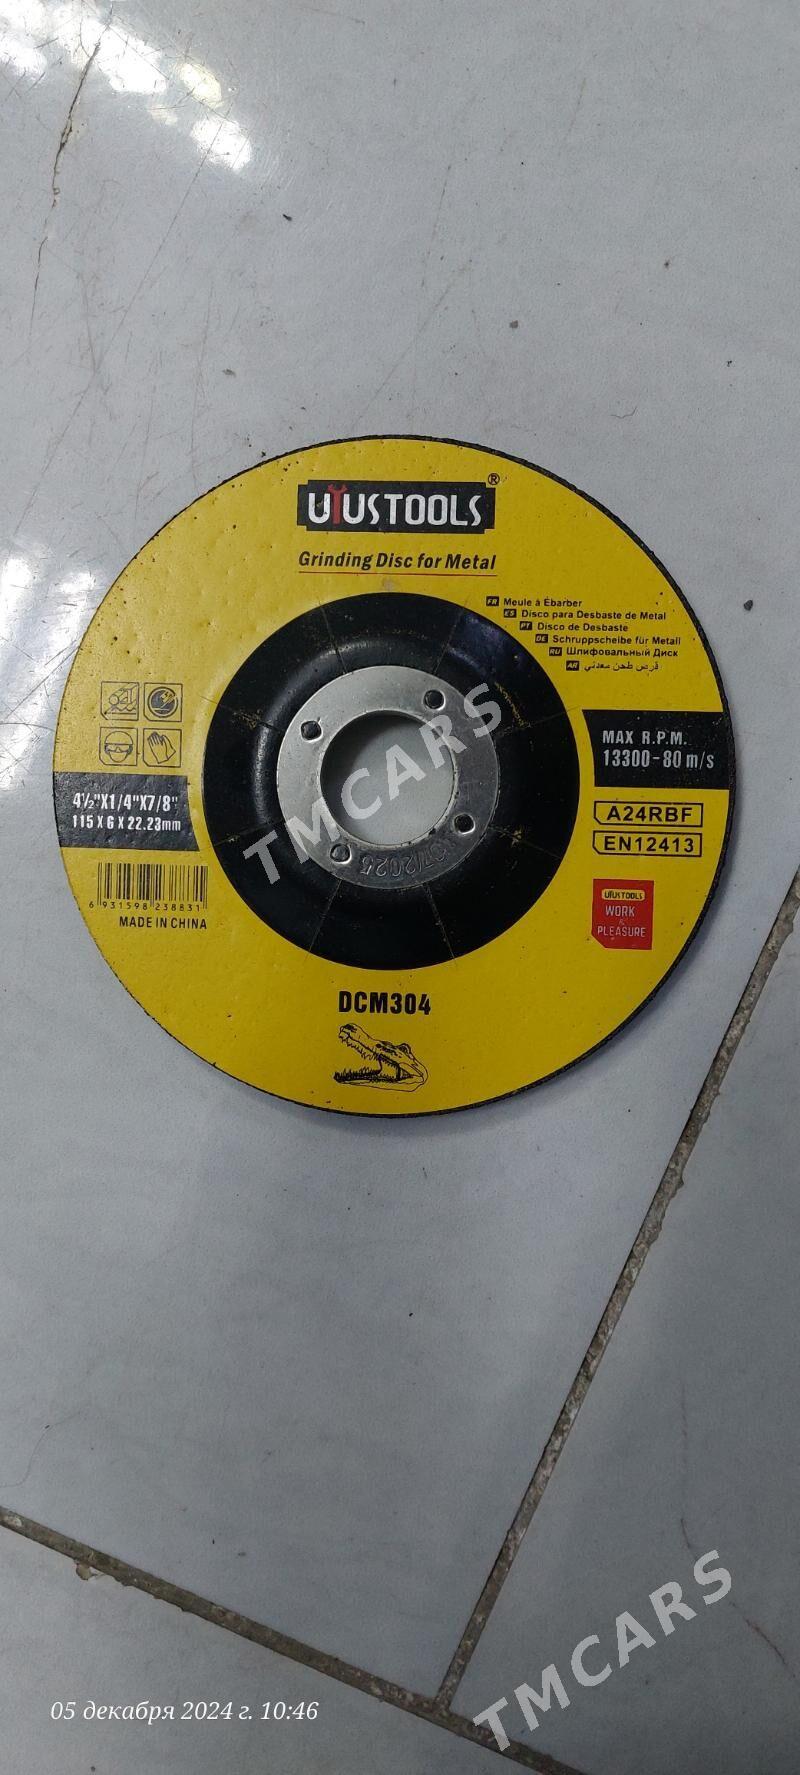 UYUSTOOLS®
Grinding Disc for Metal
FR Meule à Ébarber
ES Disco para Desbaste de Metal
PT Disco de Desbaste
DE Schruppscheibe für Metall
RU Шлифовальный Диск
AR قرص طحن معدني
MAX R.P.M.
13300-80m/s
4½"X1/4"X7/8"
115 X 6 X 22.23mm
A24RBF
EN12413
6 931598 238831
MADE IN CHINA
UYUSTOOLS
WORK
&
PLEASURE
07/2025
DCM304
TMCARS
TMCARS
05 декабря 2024 г. 10:46